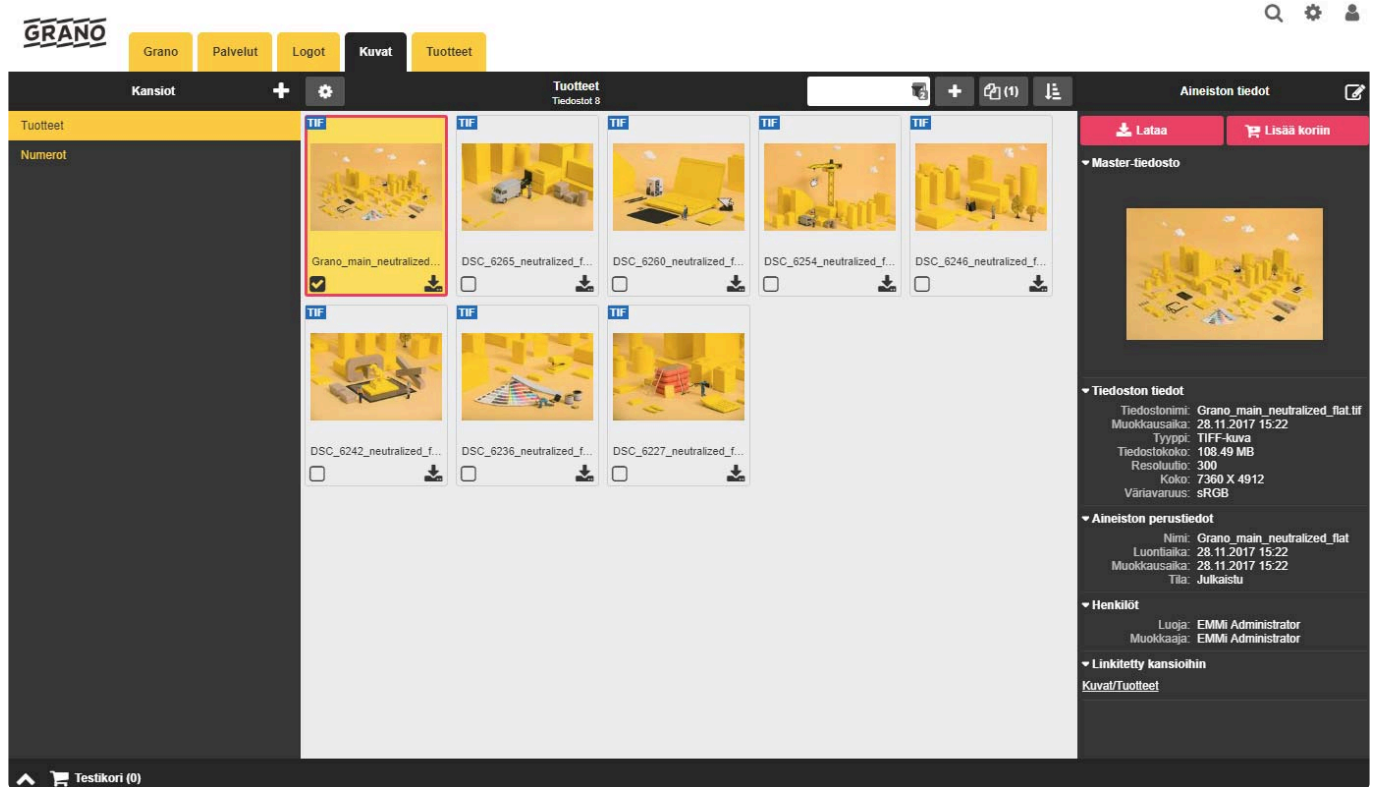 GRANO
Grano
Palvelut
Logot
Kuvat
Tuotteet
Kansiot
Tuotteet
Tiedostot 8
2
(1)
Aineiston tiedot
Tuotteet
Numerot
TIF
TIF
TIF
TIF
TIF
Grano_main_neutralized...
DSC_6265_neutralized_f...
DSC_6260_neutralized_f...
DSC_6254_neutralized_f...
DSC_6246_neutralized_f...
TIF
TIF
TIF
DSC_6242_neutralized_f...
DSC_6236_neutralized_f...
DSC_6227_neutralized_f...
Lataa
Lisää koriin
Master-tiedosto
Tiedoston tiedot
Tiedostonimi: Grano_main_neutralized_flat.tif
Muokkausaika: 28.11.2017 15:22
Tyyppi: TIFF-kuva
Tiedostokoko: 108.49 MB
Resoluutio: 300
Koko: 7360 X 4912
Väriavaruus: sRGB
Aineiston perustiedot
Nimi: Grano_main_neutralized_flat
Luontiaika: 28.11.2017 15:22
Muokkausaika: 28.11.2017 15:22
Tila: Julkaistu
Henkilöt
Luoja: EMMi Administrator
Muokkaaja: EMMi Administrator
Linkitetty kansioihin
Kuvat/Tuotteet
Testikori (0)